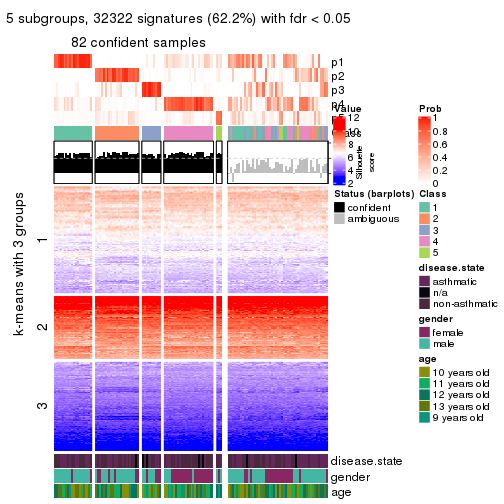 5 subgroups, 32322 signatures (62.2%) with fdr < 0.05
82 confident samples
p1
p2
p3
p4
Value
12
8
6
4
2
Silhouette
score
Prob
1
0.8
0.6
0.4
0.2
0
Status (barplots)
confident
ambiguous
Class
1
2
3
4
5
disease.state
asthmatic
n/a
non-asthmatic
gender
female
male
age
10 years old
11 years old
12 years old
13 years old
9 years old
k-means with 3 groups
1
2
3
disease.state
gender
age